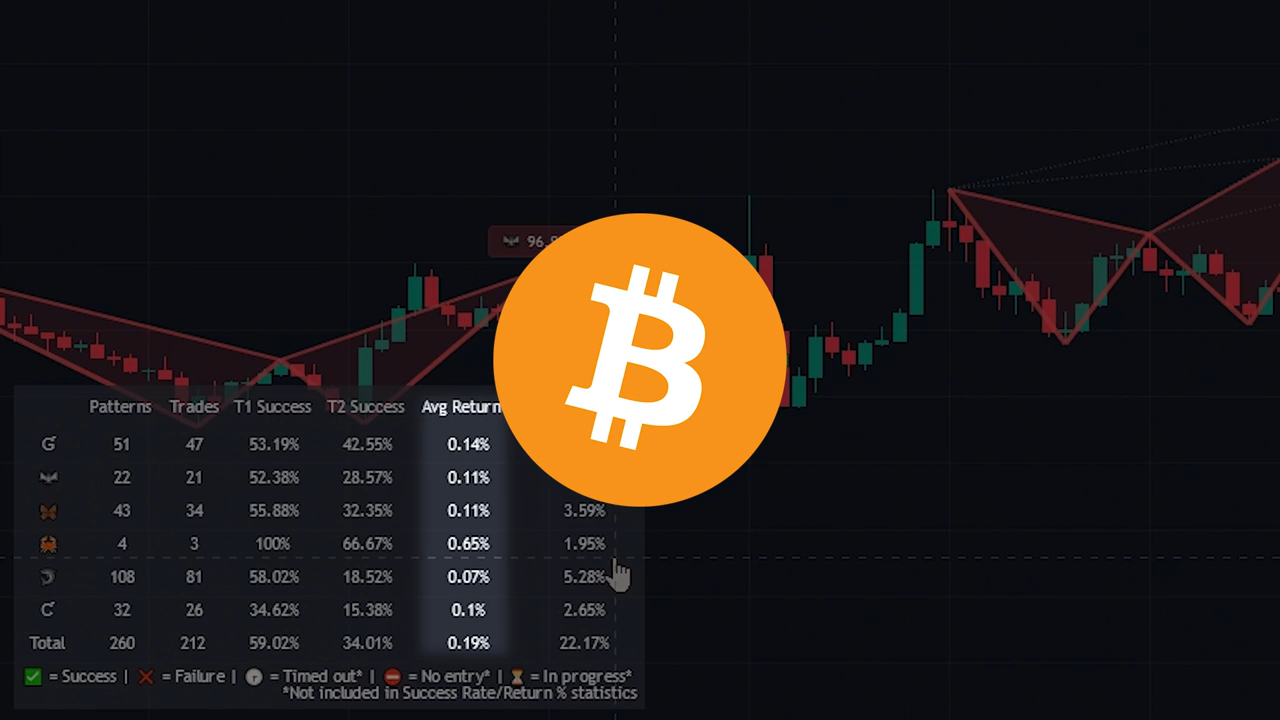 96.
Patterns Trades T1 Success T2 Success Avg Return
51 47 53.19% 42.55% 0.14%
22 21 52.38% 28.57% 0.11%
43 34 55.88% 32.35% 0.11% 3.59%
4 3 100% 66.67% 0.65% 1.95%
108 81 58.02% 18.52% 0.07% 5.28%
32 26 34.62% 15.38% 0.1% 2.65%
Total 260 212 59.02% 34.01% 0.19% 22.17%
= Success | = Failure | = Timed out* | = No entry* | = In progress*
*Not included in Success Rate/Return % statistics